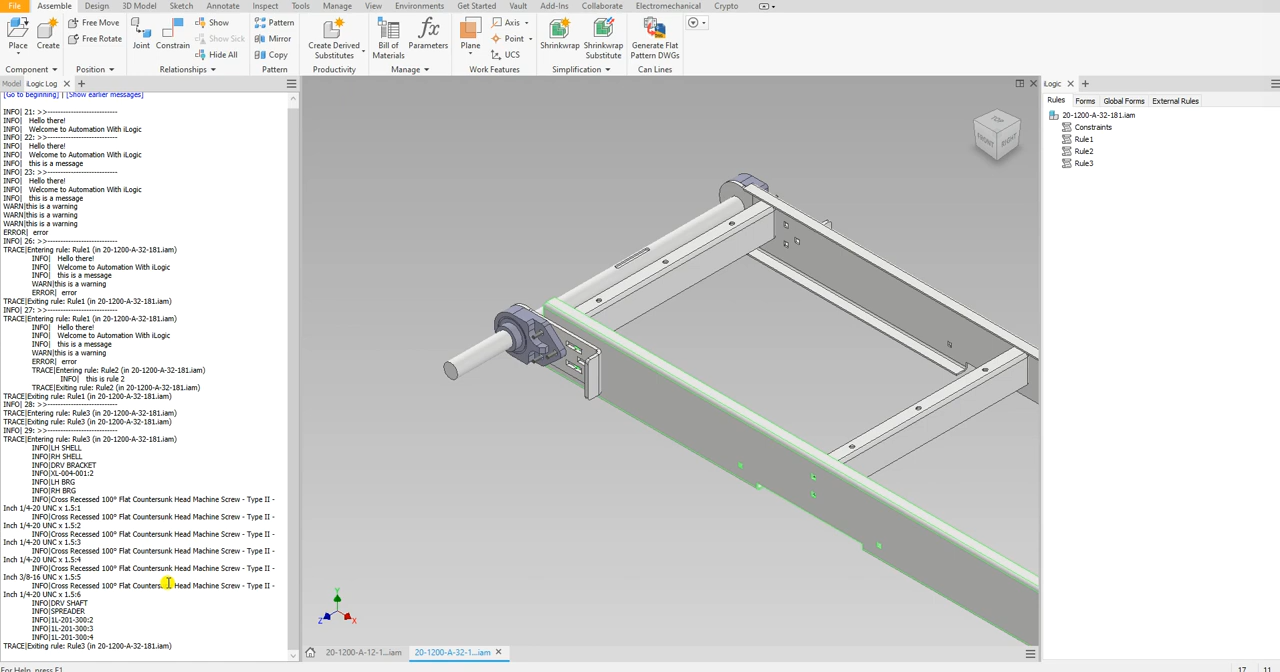 File Assemble Design 3D Model Sketch Annotate Inspect Tools Manage View Environments Get Started Vault Add-Ins Collaborate Electromechanical Crypto
Place
Create
Free Move
Free Rotate
Joint
Constrain
Show
Show Sick
Hide All
Pattern
Mirror
Copy
Create Derived
Substitutes
Bill of
Materials
fx
Parameters
Plane
Axis
Point
UCS
Shrinkwrap
Shrinkwrap
Substitute
Generate Flat
Pattern DWGs
Component Position Relationships Pattern Productivity Manage Work Features Simplification Can Lines
Model iLogic Log
[Go to beginning] | [Show earlier messages]
INFO| 21: >>--------------------------
INFO| Hello there!
INFO| Welcome to Automation With iLogic
INFO| 22: >>--------------------------
INFO| Hello there!
INFO| Welcome to Automation With iLogic
INFO| this is a message
INFO| 23: >>--------------------------
INFO| Hello there!
INFO| Welcome to Automation With iLogic
INFO| this is a message
WARN|this is a warning
WARN|this is a warning
WARN|this is a warning
ERROR| error
INFO| 26: >>--------------------------
TRACE|Entering rule: Rule1 (in 20-1200-A-32-181.iam)
INFO| Hello there!
INFO| Welcome to Automation With iLogic
INFO| this is a message
WARN|this is a warning
ERROR| error
TRACE|Exiting rule: Rule1 (in 20-1200-A-32-181.iam)
INFO| 27: >>--------------------------
TRACE|Entering rule: Rule1 (in 20-1200-A-32-181.iam)
INFO| Hello there!
INFO| Welcome to Automation With iLogic
INFO| this is a message
WARN|this is a warning
ERROR| error
TRACE|Entering rule: Rule2 (in 20-1200-A-32-181.iam)
INFO| this is rule 2
TRACE|Exiting rule: Rule2 (in 20-1200-A-32-181.iam)
TRACE|Exiting rule: Rule1 (in 20-1200-A-32-181.iam)
INFO| 28: >>--------------------------
TRACE|Entering rule: Rule3 (in 20-1200-A-32-181.iam)
TRACE|Exiting rule: Rule3 (in 20-1200-A-32-181.iam)
INFO| 29: >>--------------------------
TRACE|Entering rule: Rule3 (in 20-1200-A-32-181.iam)
INFO|LH SHELL
INFO|RH SHELL
INFO|DRV BRACKET
INFO|XL-004-001:2
INFO|LH BRG
INFO|RH BRG
INFO|Cross Recessed 100° Flat Countersunk Head Machine Screw - Type II -
Inch 1/4-20 UNC x 1.5:1
INFO|Cross Recessed 100° Flat Countersunk Head Machine Screw - Type II -
Inch 1/4-20 UNC x 1.5:2
INFO|Cross Recessed 100° Flat Countersunk Head Machine Screw - Type II -
Inch 1/4-20 UNC x 1.5:3
INFO|Cross Recessed 100° Flat Countersunk Head Machine Screw - Type II -
Inch 1/4-20 UNC x 1.5:4
INFO|Cross Recessed 100° Flat Countersunk Head Machine Screw - Type II -
Inch 3/8-16 UNC x 1.5:5
INFO|Cross Recessed 100° Flat Countersunk Head Machine Screw - Type II -
Inch 1/4-20 UNC x 1.5:6
INFO|DRV SHAFT
INFO|SPREADER
INFO|1L-201-300:2
INFO|1L-201-300:3
INFO|1L-201-300:4
TRACE|Exiting rule: Rule3 (in 20-1200-A-32-181.iam)
TOP
FRONT RIGHT
Y
Z X
20-1200-A-12-1...iam 20-1200-A-32-1...iam
iLogic
Rules Forms Global Forms External Rules
20-1200-A-32-181.iam
Constraints
Rule1
Rule2
Rule3
For Help, press F1
17 11